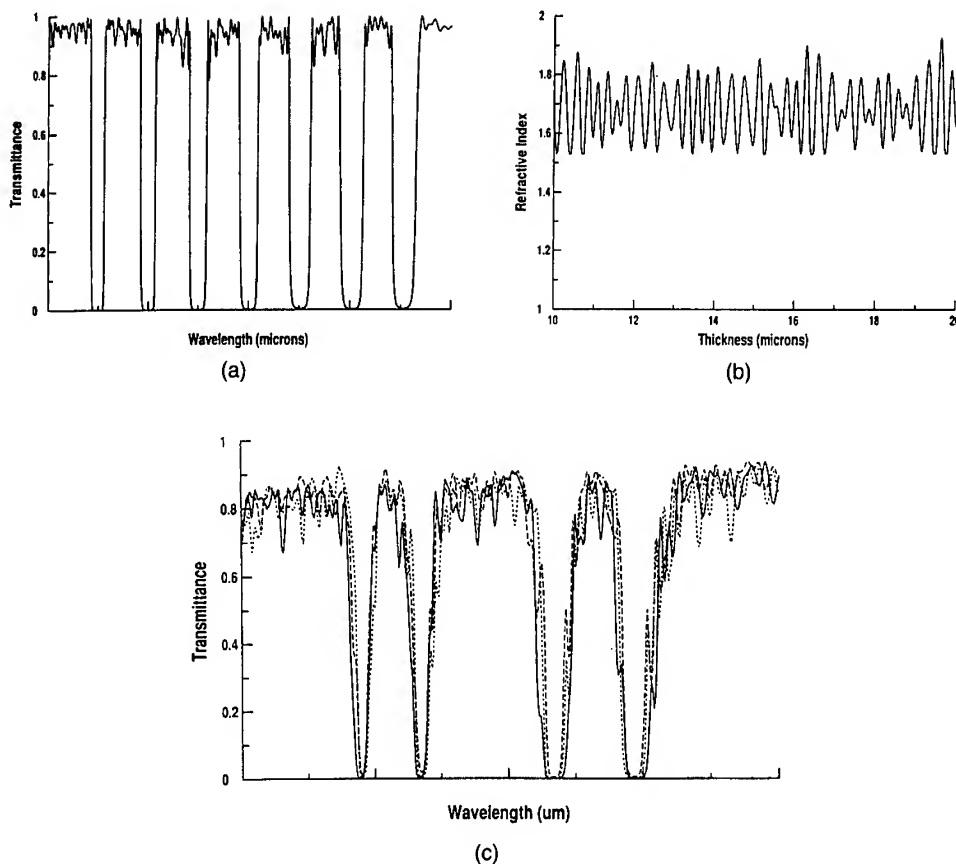 1
0.8
0.6
0.4
0.2
0
Transmittance
Wavelength (microns)
(a)
2
1.8
1.6
1.4
1.2
1
Refractive Index
10 12 14 16 18 20
Thickness (microns)
(b)
1
0.8
0.6
0.4
0.2
0
Transmittance
Wavelength (um)
(c)